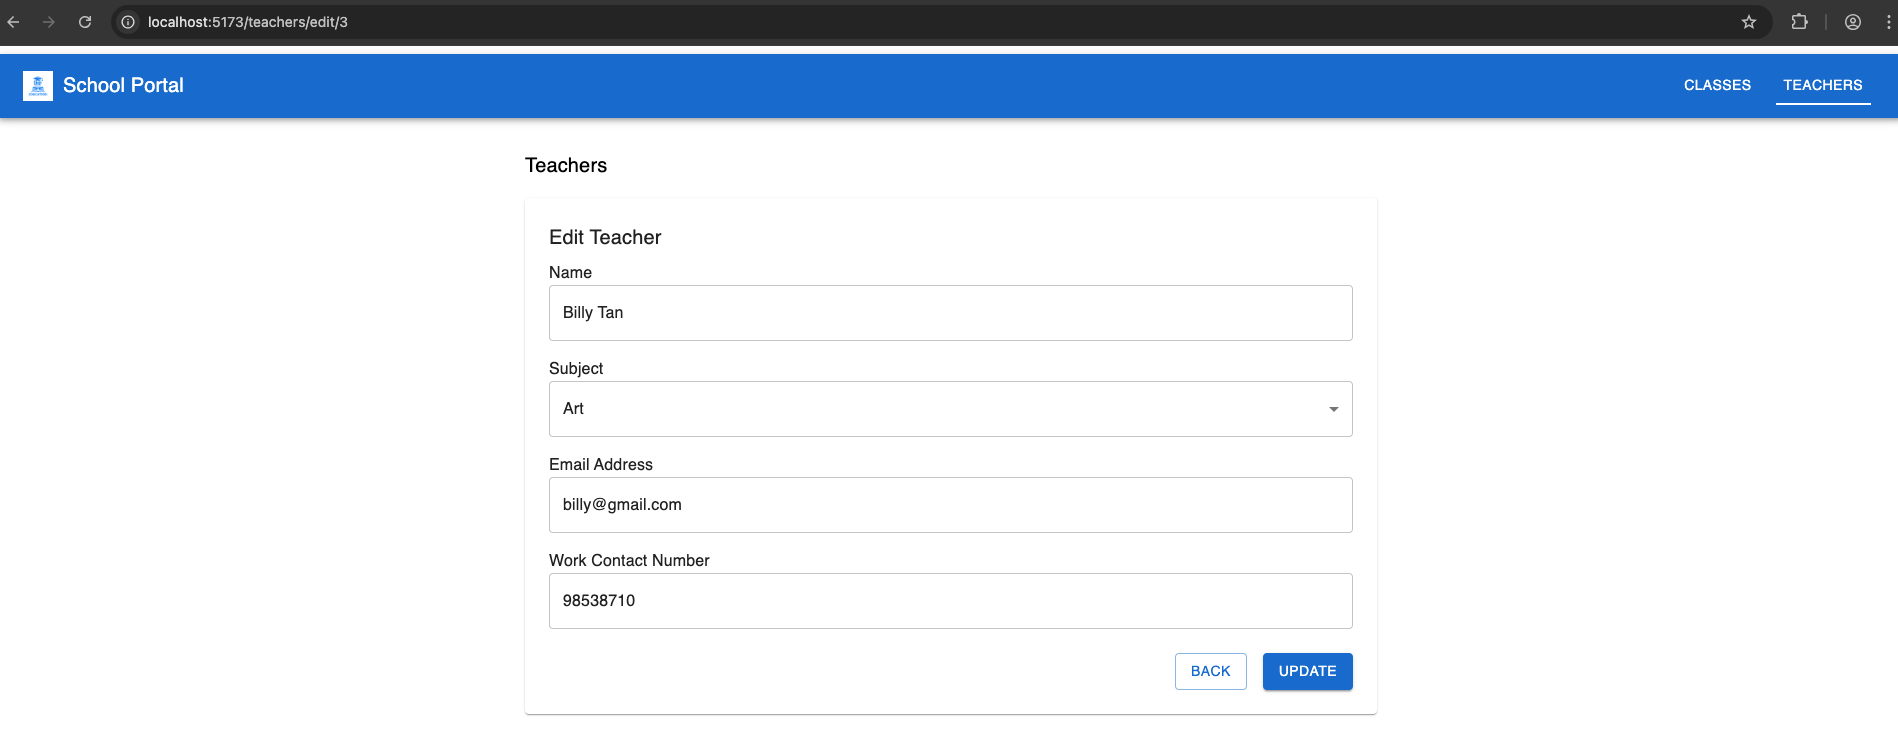 localhost:5173/teachers/edit/3
School Portal
CLASSES
TEACHERS
Teachers
Edit Teacher
Name
Billy Tan
Subject
Art
Email Address
billy@gmail.com
Work Contact Number
98538710
BACK
UPDATE